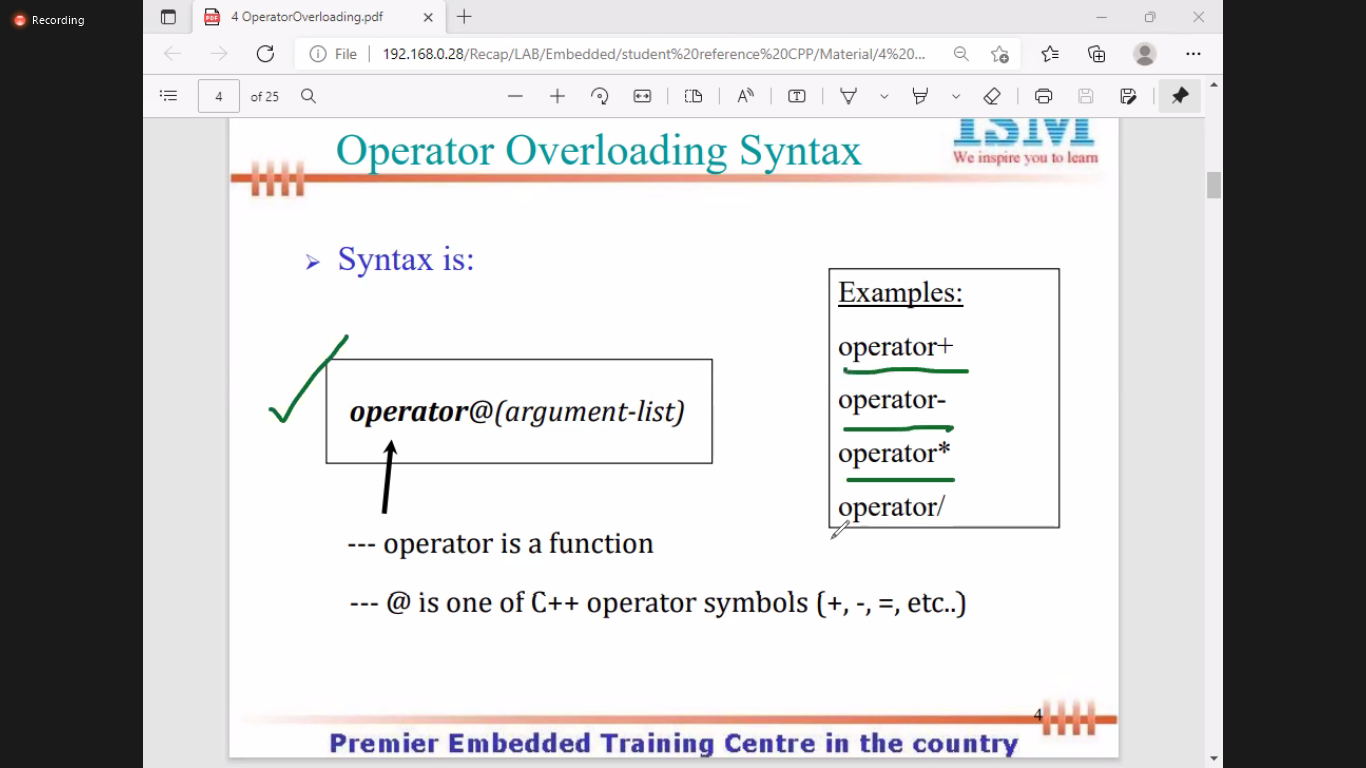 Recording
4 OperatorOverloading.pdf
File 192.168.0.28/Recap/LAB/Embedded/student%20reference%20CPP/Material/4%20...
4 of 25
Operator Overloading Syntax
ISM
We inspire you to learn
➢ Syntax is:
Examples:
operator+
operator-
operator*
operator/
operator@(argument-list)
--- operator is a function
--- @ is one of C++ operator symbols (+, -, =, etc..)
4
Premier Embedded Training Centre in the country